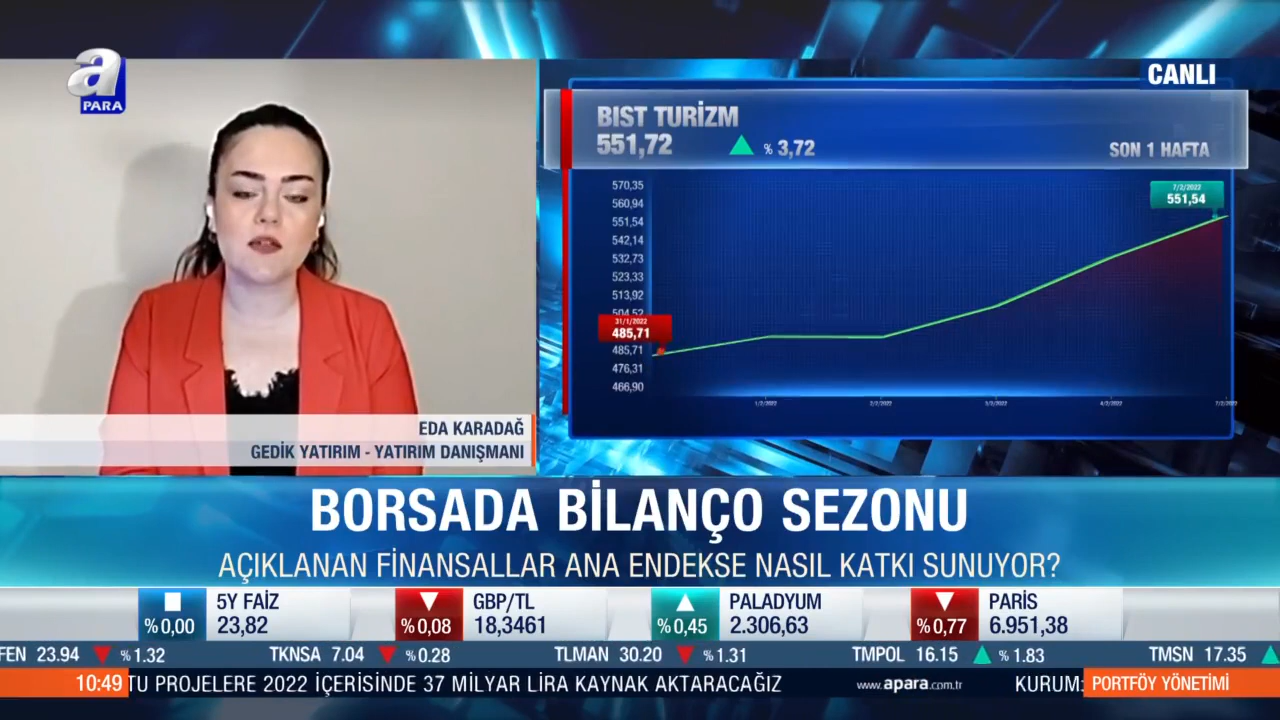 a
PARA
CANLI
BIST TURİZM
551,72
% 3,72
SON 1 HAFTA
570,35
560,94
551,54
542,14
532,73
523,33
513,92
504,52
485,71
476,31
466,90
31/1/2022
485,71
7/2/2022
551,54
1/2/2022
2/2/2022
3/2/2022
4/2/2022
7/2/2022
EDA KARADAĞ
GEDİK YATIRIM - YATIRIM DANIŞMANI
BORSADA BİLANÇO SEZONU
AÇIKLANAN FİNANSALLAR ANA ENDEKSE NASIL KATKI SUNUYOR?
% 0,00 5Y FAİZ 23,82
% 0,08 GBP/TL 18,3461
% 0,45 PALADYUM 2.306,63
% 0,77 PARİS 6.951,38
FEN 23.94 % 1.32 TKNSA 7.04 % 0.28 TLMAN 30.20 % 1.31 TMPOL 16.15 % 1.83 TMSN 17.35
10:49 TU PROJELERE 2022 İÇERİSİNDE 37 MİLYAR LİRA KAYNAK AKTARACAĞIZ www.apara.com.tr KURUM: PORTFÖY YÖNETİMİ